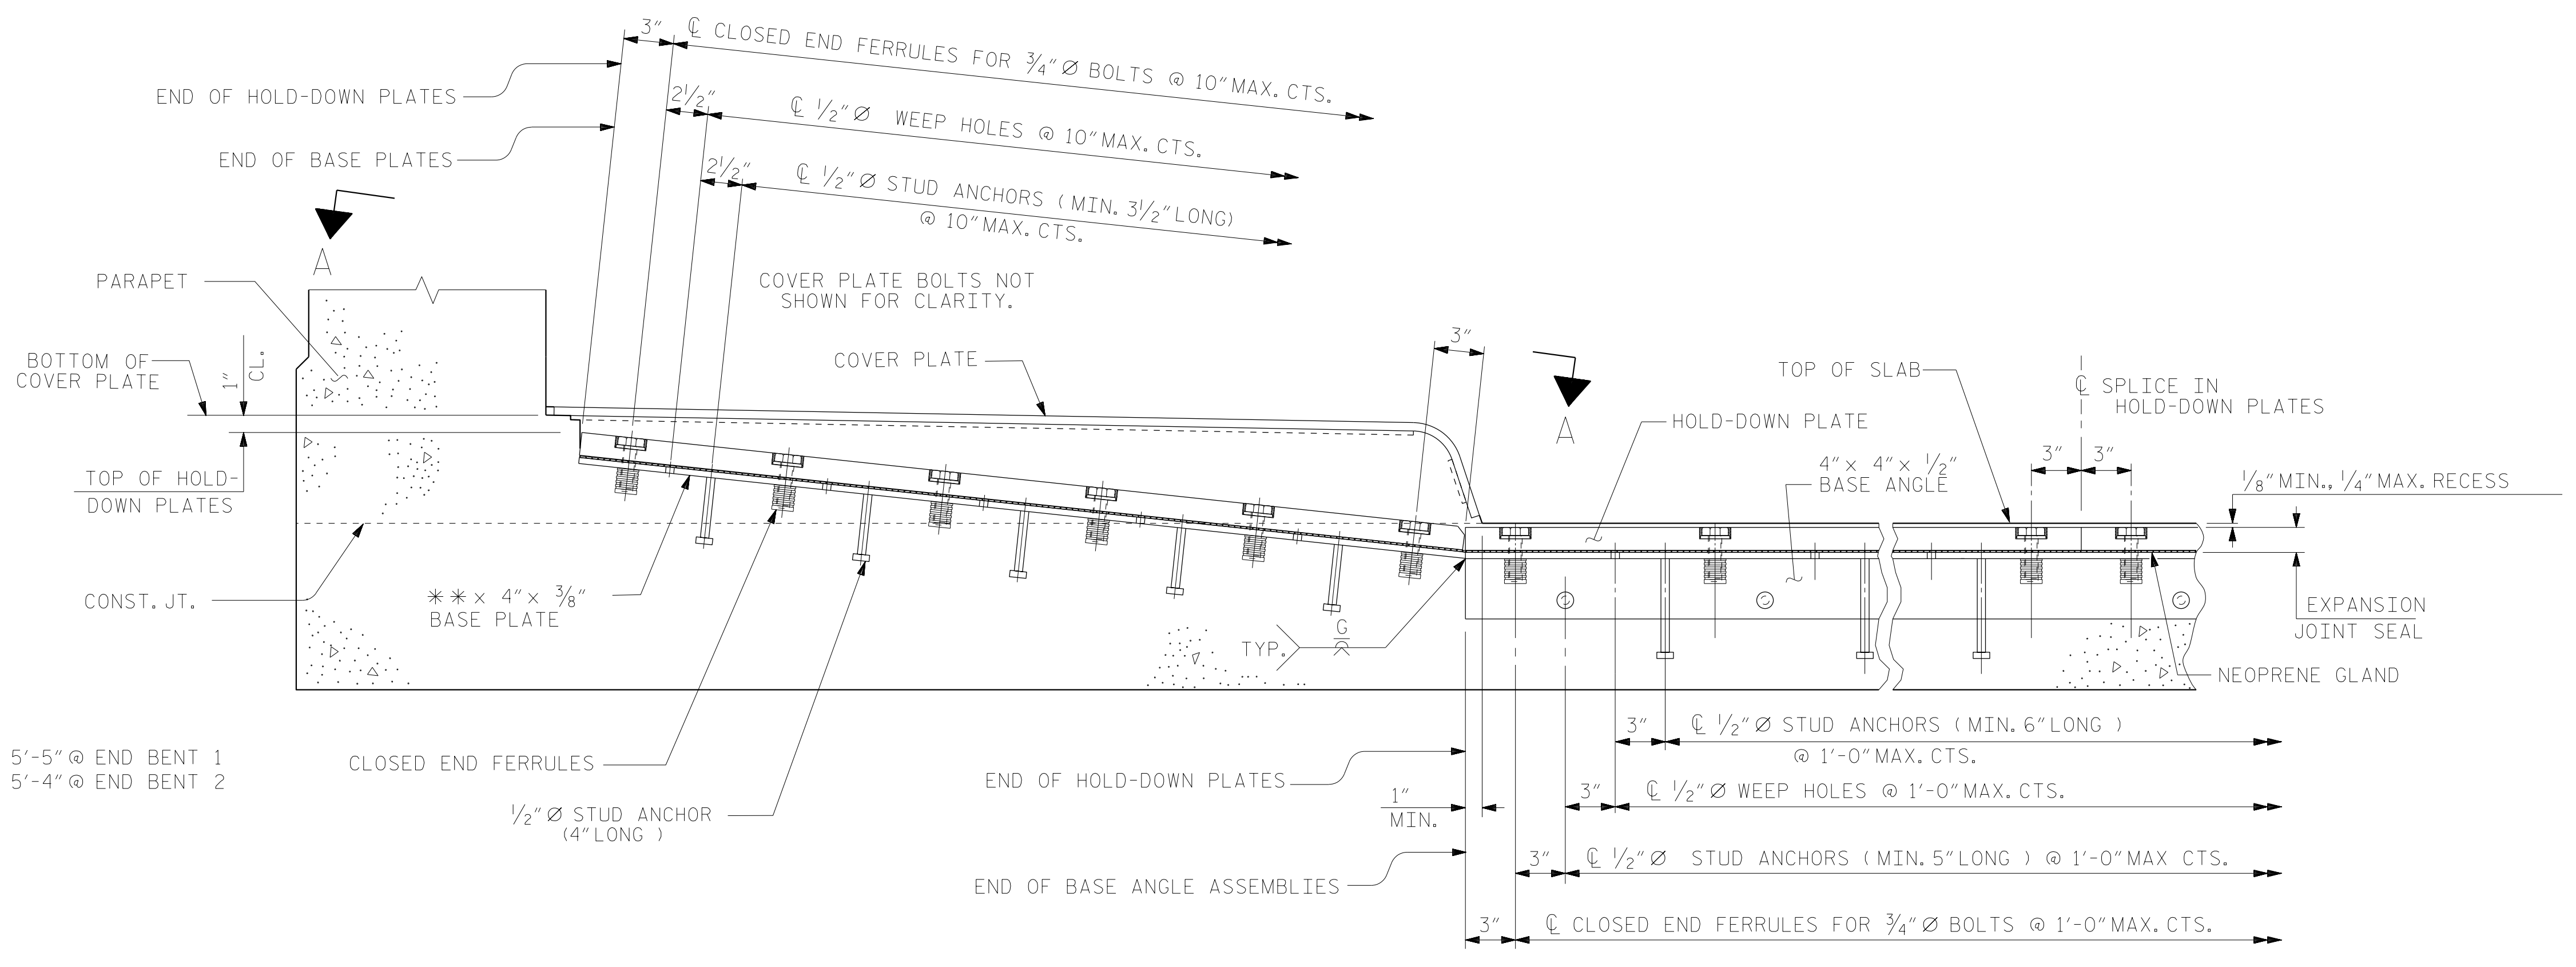 3" ℄ CLOSED END FERRULES FOR 3/4"Ø BOLTS @ 10"MAX. CTS.
END OF HOLD-DOWN PLATES
2 1/2" ℄ 1/2"Ø WEEP HOLES @ 10"MAX. CTS.
END OF BASE PLATES
2 1/2" ℄ 1/2"Ø STUD ANCHORS (MIN. 3 1/2"LONG)
@ 10"MAX. CTS.
A
PARAPET
COVER PLATE BOLTS NOT
SHOWN FOR CLARITY.
BOTTOM OF
COVER PLATE
1"
CL.
COVER PLATE
3"
A
TOP OF SLAB
℄ SPLICE IN
HOLD-DOWN PLATES
HOLD-DOWN PLATE
3" 3"
4"x 4"x 1/2"
BASE ANGLE
1/8"MIN., 1/4"MAX. RECESS
TOP OF HOLD-
DOWN PLATES
CONST. JT.
**x 4"x 3/8"
BASE PLATE
TYP.
G
EXPANSION
JOINT SEAL
NEOPRENE GLAND
5'-5"@ END BENT 1
5'-4"@ END BENT 2
CLOSED END FERRULES
1/2"Ø STUD ANCHOR
(4"LONG )
3" ℄ 1/2"Ø STUD ANCHORS (MIN. 6"LONG )
@ 1'-0"MAX. CTS.
END OF HOLD-DOWN PLATES
1"
MIN.
3" ℄ 1/2"Ø WEEP HOLES @ 1'-0"MAX. CTS.
3" ℄ 1/2"Ø STUD ANCHORS (MIN. 5"LONG ) @ 1'-0"MAX CTS.
END OF BASE ANGLE ASSEMBLIES
3" ℄ CLOSED END FERRULES FOR 3/4"Ø BOLTS @ 1'-0"MAX. CTS.